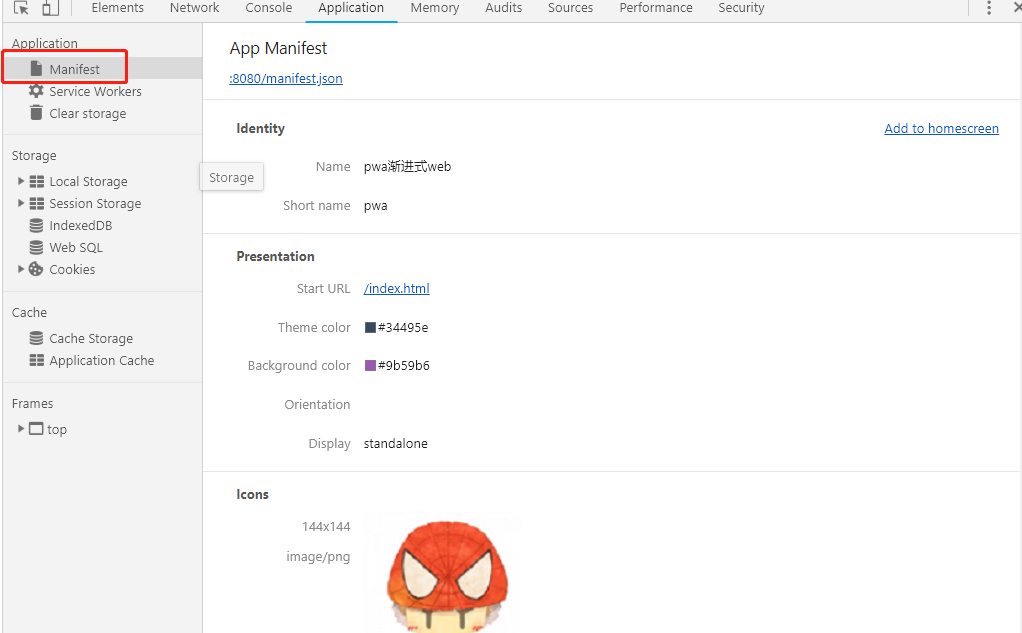 Elements Network Console Application Memory Audits Sources Performance Security
Application
Manifest
Service Workers
Clear storage
Storage
Local Storage
Session Storage
IndexedDB
Web SQL
Cookies
Cache
Cache Storage
Application Cache
Frames
top
Storage
App Manifest
:8080/manifest.json
Identity
Add to homescreen
Name pwa渐进式web
Short name pwa
Presentation
Start URL /index.html
Theme color #34495e
Background color #9b59b6
Orientation
Display standalone
Icons
144x144
image/png